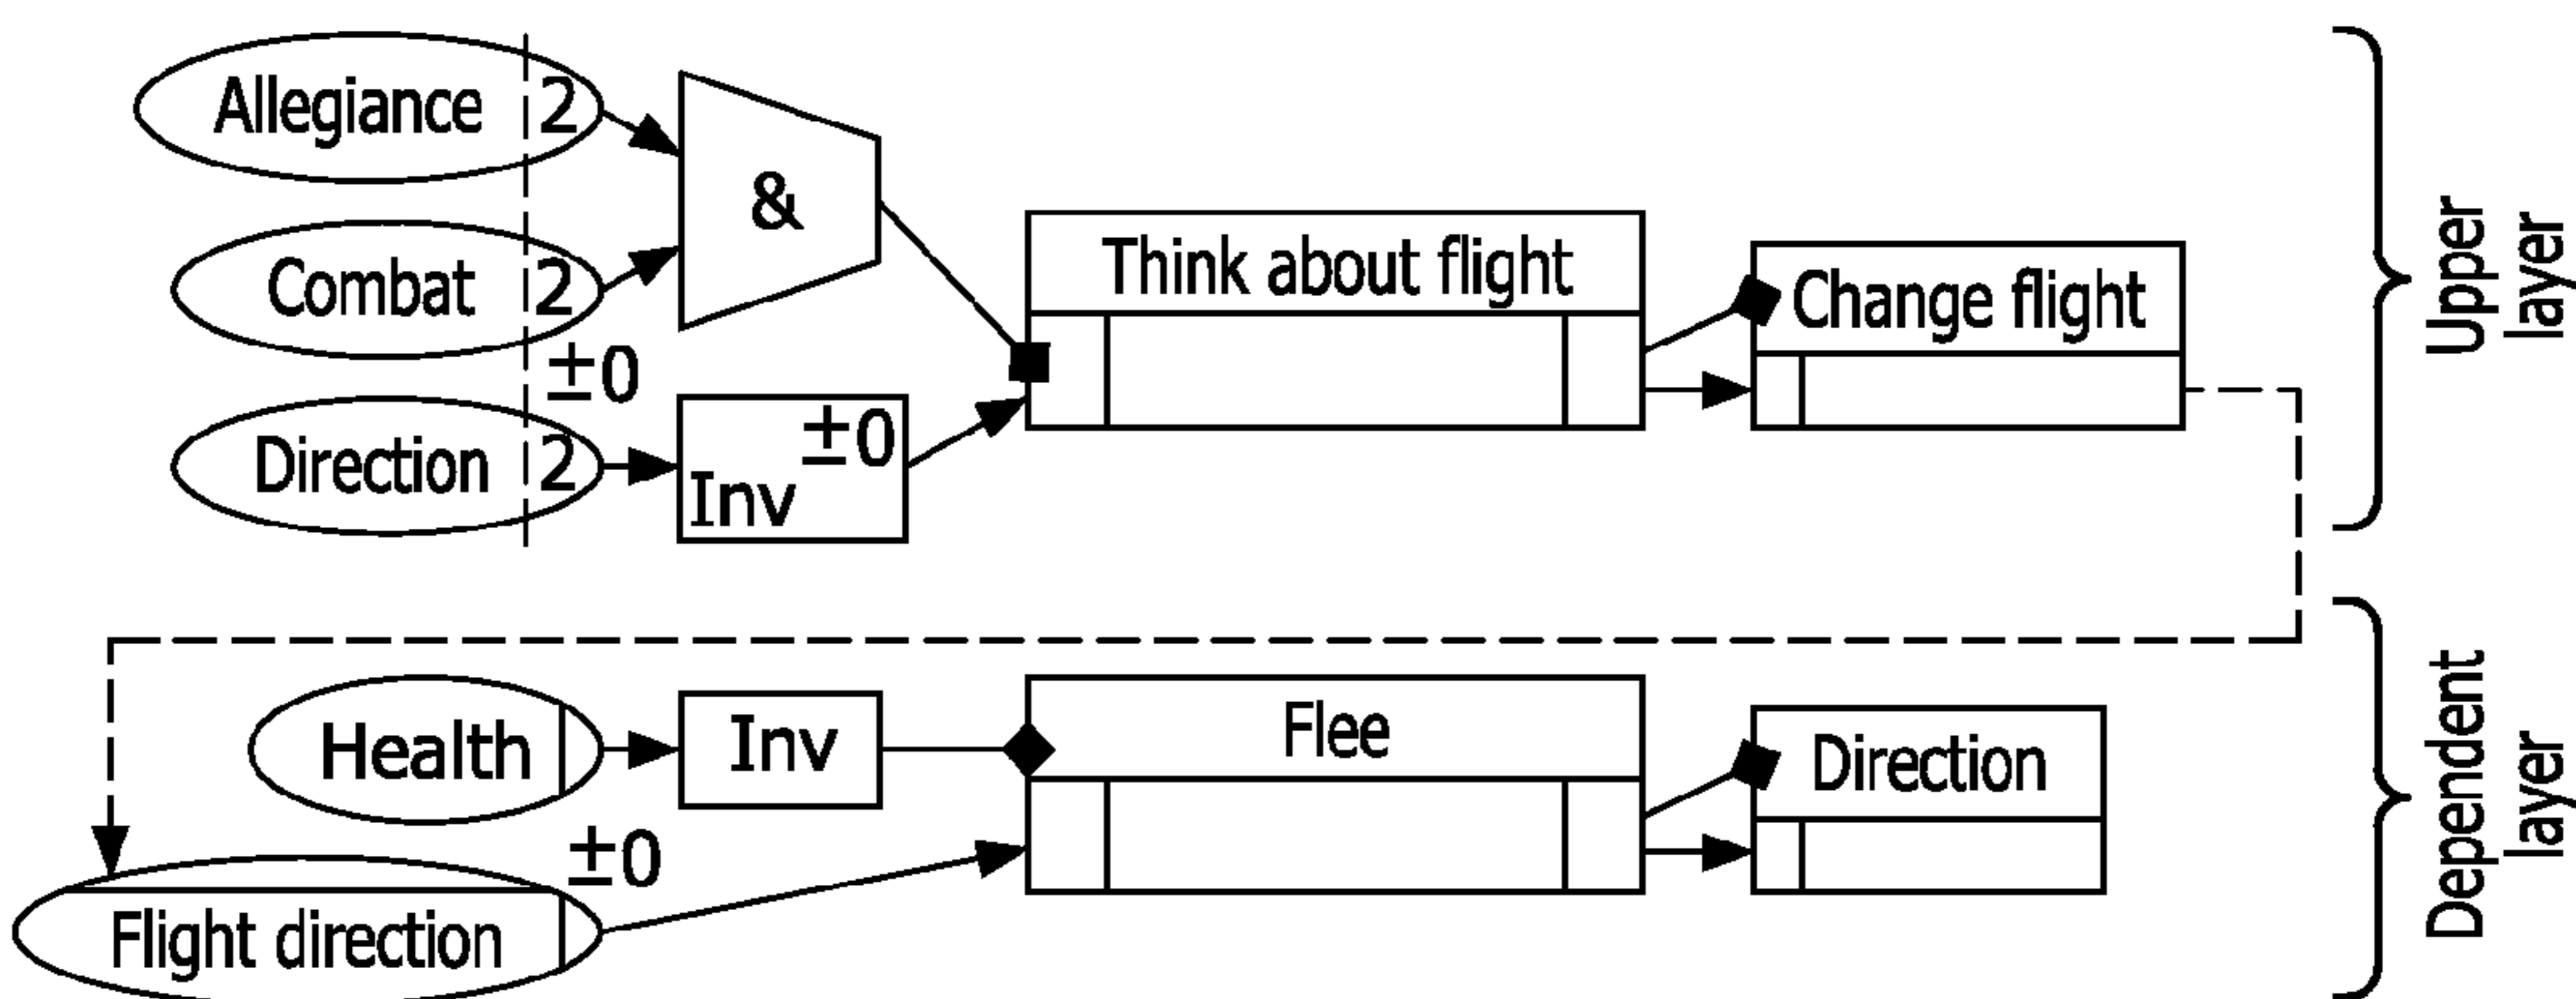 Allegiance 2
&
Combat 2
±0
Direction 2
Inv ±0
Think about flight
Change flight
Upper
layer
Health
Inv
Flee
Direction
±0
Flight direction
Dependent
layer